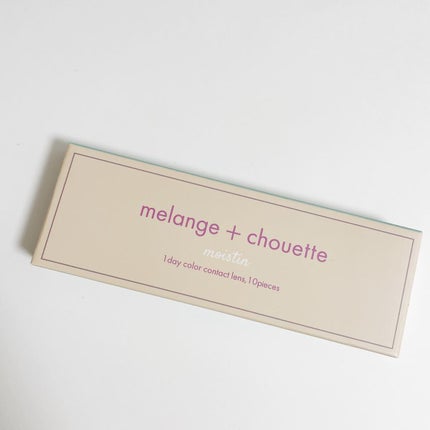 melange + chouette
moistin
1day color contact lens, 10pieces